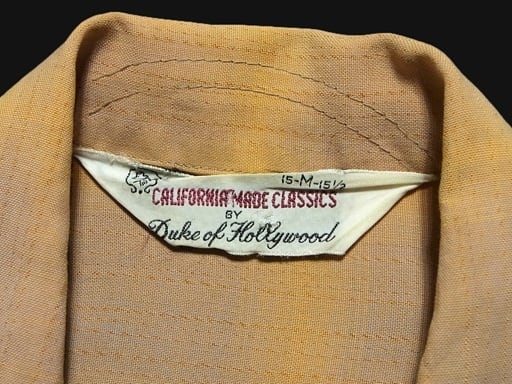 15-M-15½
CALIFORNIA MADE CLASSICS
BY
Duke of Hollywood